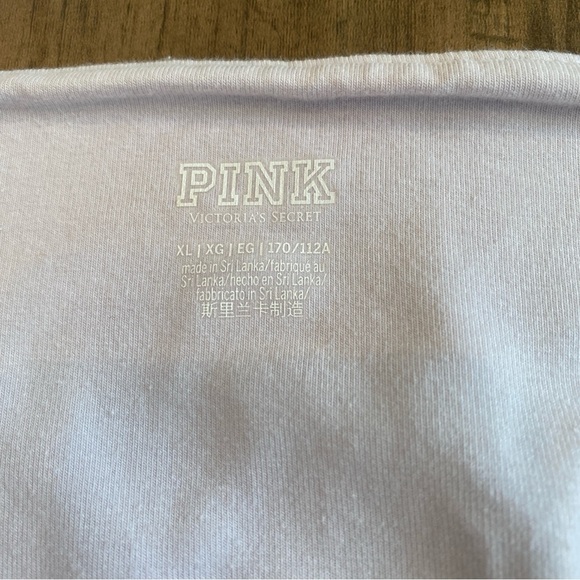 PINK
VICTORIA'S SECRET
XL | XG | EG | 170/112A
made in Sri Lanka/fabriqué au
Sri Lanka/hecho en Sri Lanka/
fabbricato in Sri Lanka/
斯里兰卡制造